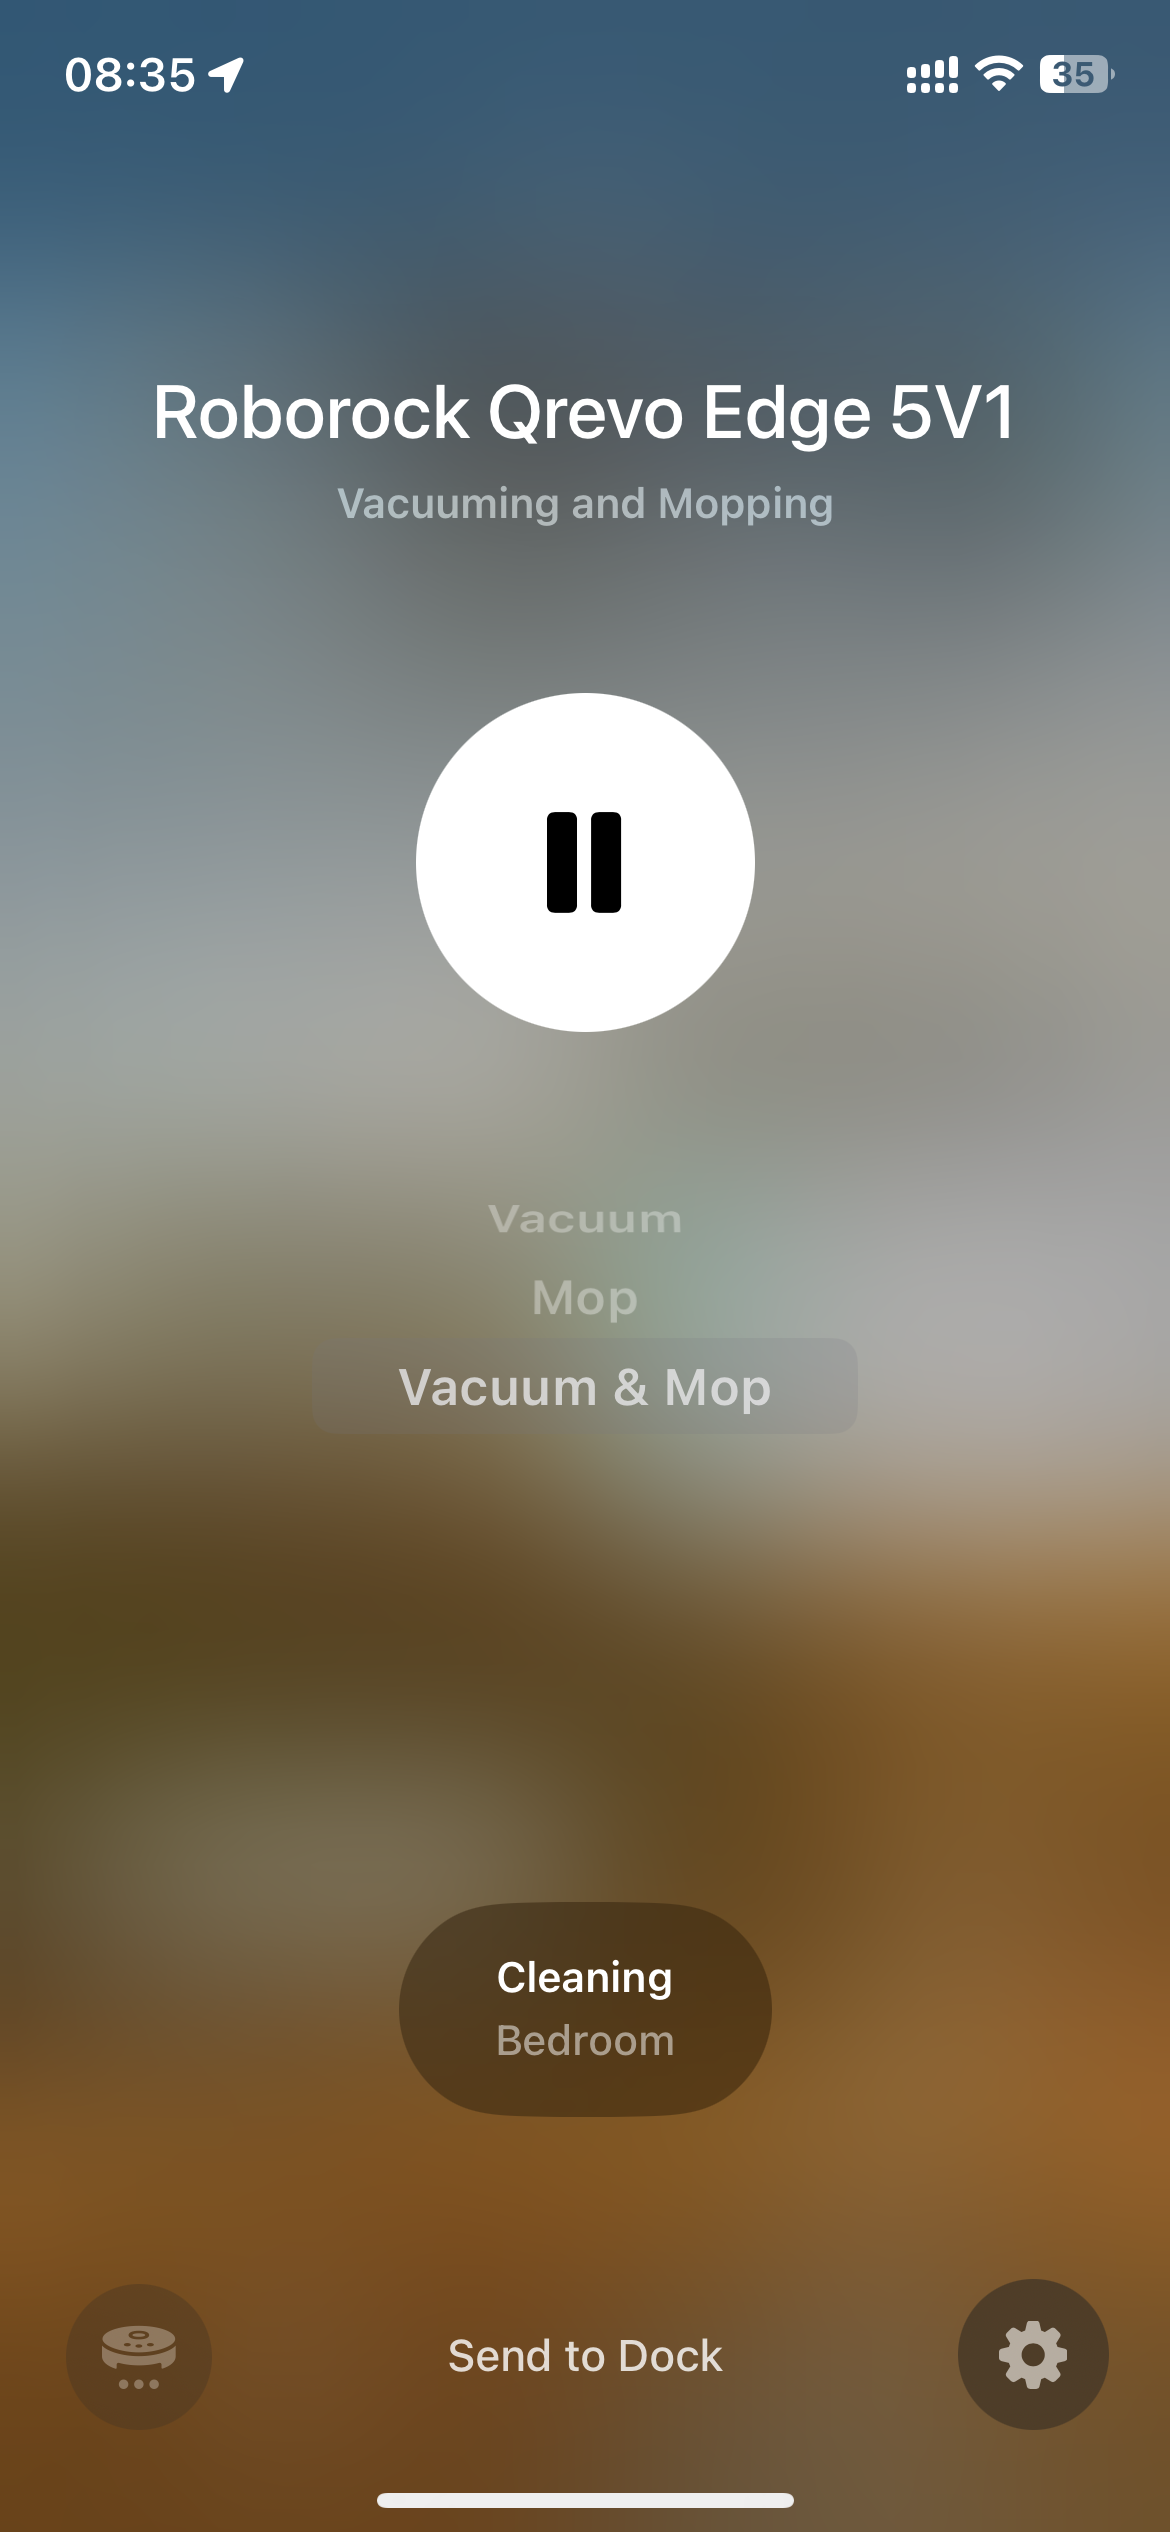 08:35
35
Roborock Qrevo Edge 5V1
Vacuuming and Mopping
Vacuum
Mop
Vacuum & Mop
Cleaning
Bedroom
Send to Dock